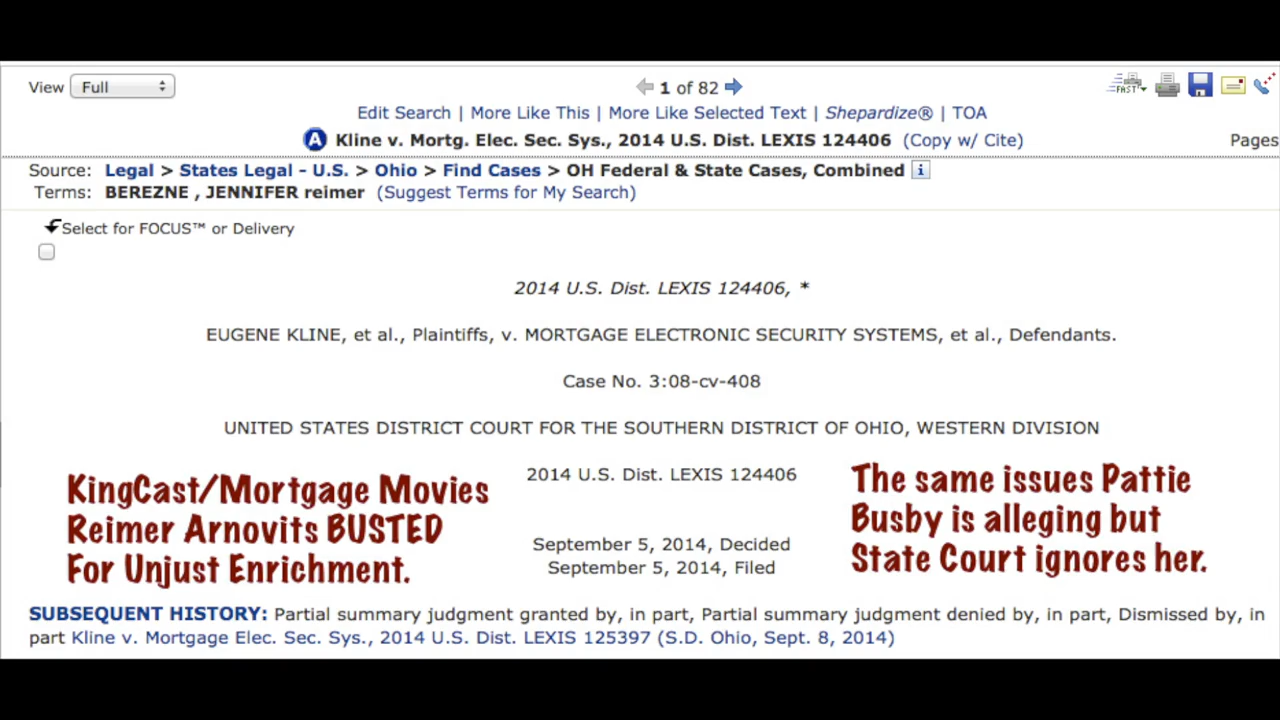 View Full 1 of 82
FAST
Edit Search | More Like This | More Like Selected Text | Shepardize® | TOA
A Kline v. Mortg. Elec. Sec. Sys., 2014 U.S. Dist. LEXIS 124406 (Copy w/ Cite) Pages
Source: Legal > States Legal - U.S. > Ohio > Find Cases > OH Federal & State Cases, Combined i
Terms: BEREZNE , JENNIFER reimer (Suggest Terms for My Search)
Select for FOCUS™ or Delivery
2014 U.S. Dist. LEXIS 124406, *
EUGENE KLINE, et al., Plaintiffs, v. MORTGAGE ELECTRONIC SECURITY SYSTEMS, et al., Defendants.
Case No. 3:08-cv-408
UNITED STATES DISTRICT COURT FOR THE SOUTHERN DISTRICT OF OHIO, WESTERN DIVISION
2014 U.S. Dist. LEXIS 124406
KingCast/Mortgage Movies
Reimer Arnovits BUSTED
For Unjust Enrichment.
The same issues Pattie
Busby is alleging but
State Court ignores her.
September 5, 2014, Decided
September 5, 2014, Filed
SUBSEQUENT HISTORY: Partial summary judgment granted by, in part, Partial summary judgment denied by, in part, Dismissed by, in
part Kline v. Mortgage Elec. Sec. Sys., 2014 U.S. Dist. LEXIS 125397 (S.D. Ohio, Sept. 8, 2014)